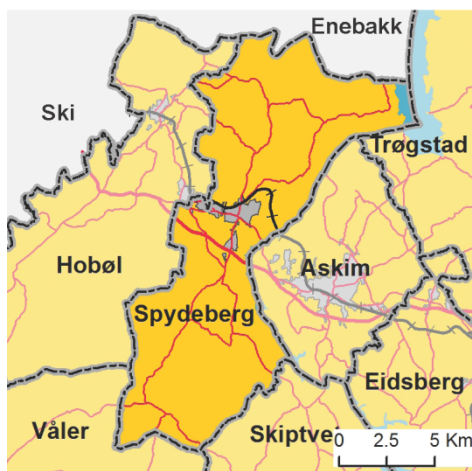 Enebakk
Ski
Trøgstad
Hobøl
Askim
Spydeberg
Eidsberg
Våler
Skiptvet
0 2.5 5 Km